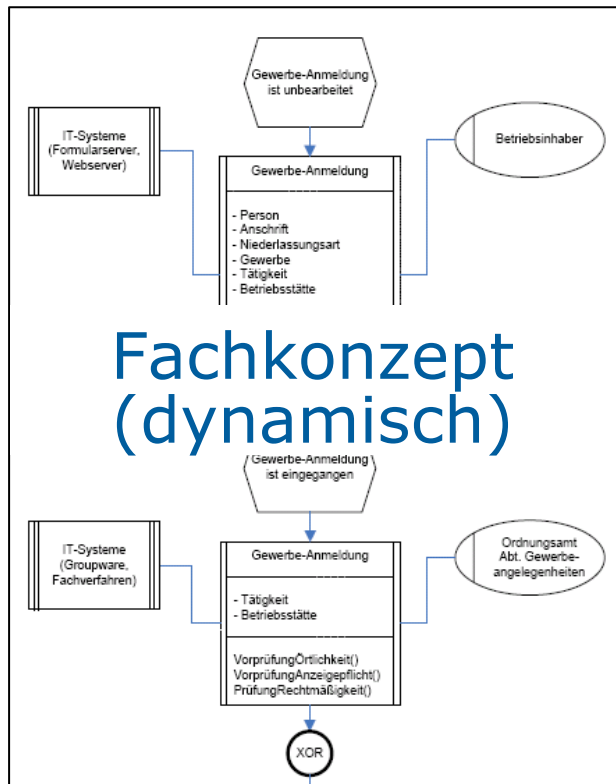 Gewerbe-Anmeldung
ist unbearbeitet
IT-Systeme
(Formularserver,
Webserver)
Betriebsinhaber
Gewerbe-Anmeldung
- Person
- Anschrift
- Niederlassungsart
- Gewerbe
- Tätigkeit
- Betriebsstätte
Fachkonzept
(dynamisch)
Gewerbe-Anmeldung
ist eingegangen
IT-Systeme
(Groupware,
Fachverfahren)
Ordnungsamt
Abt. Gewerbe-
angelegenheiten
Gewerbe-Anmeldung
- Tätigkeit
- Betriebsstätte
VorprüfungÖrtlichkeit()
VorprüfungAnzeigepflicht()
PrüfungRechtmäßigkeit()
XOR